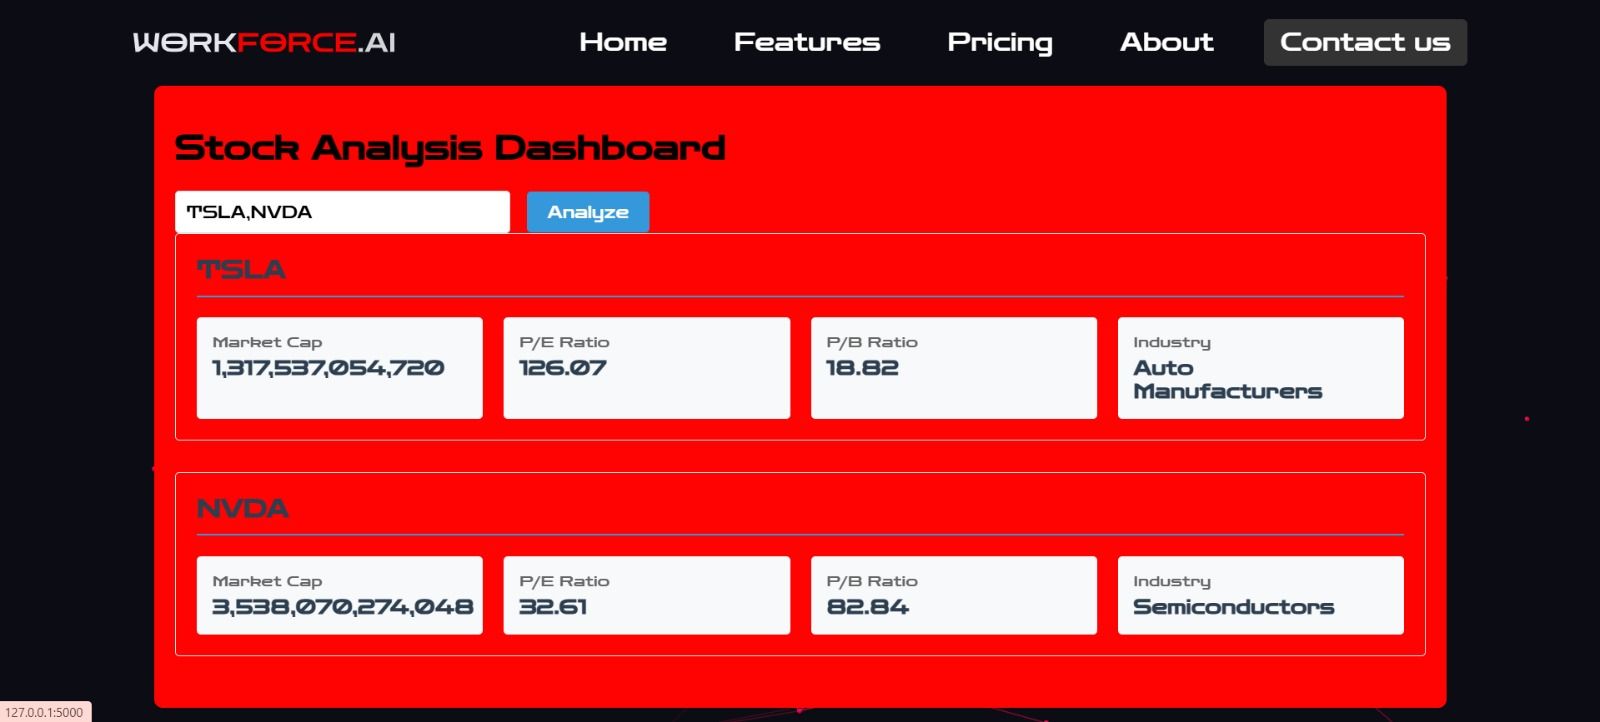 WORKFORCE.AI Home Features Pricing About Contact us
Stock Analysis Dashboard
TSLA,NVDA Analyze
TSLA
Market Cap P/E Ratio P/B Ratio Industry
1,317,537,054,720 126.07 18.82 Auto
Manufacturers
NVDA
Market Cap P/E Ratio P/B Ratio Industry
3,538,070,274,048 32.61 82.84 Semiconductors
127.0.0.1:5000